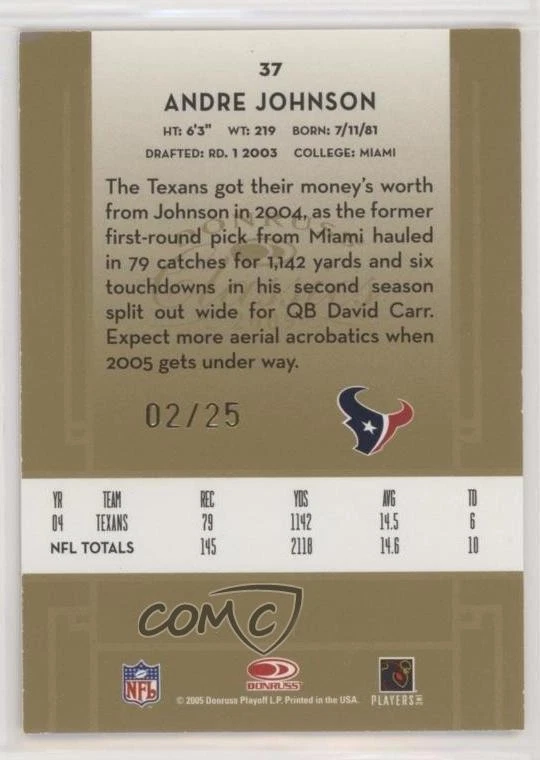 37
ANDRE JOHNSON
HT: 6'3" WT: 219 BORN: 7/11/81
DRAFTED: RD. 1 2003 COLLEGE: MIAMI
The Texans got their money's worth
from Johnson in 2004, as the former
first-round pick from Miami hauled
in 79 catches for 1,142 yards and six
touchdowns in his second season
split out wide for QB David Carr.
Expect more aerial acrobatics when
2005 gets under way.
DONRUSS
Classics
02/25
YR TEAM REC YDS AVG TD
04 TEXANS 79 1142 14.5 6
NFL TOTALS 145 2118 14.6 10
COMC
NFL
DONRUSS
PLAYERS INC
© 2005 Donruss Playoff L.P. Printed in the USA.